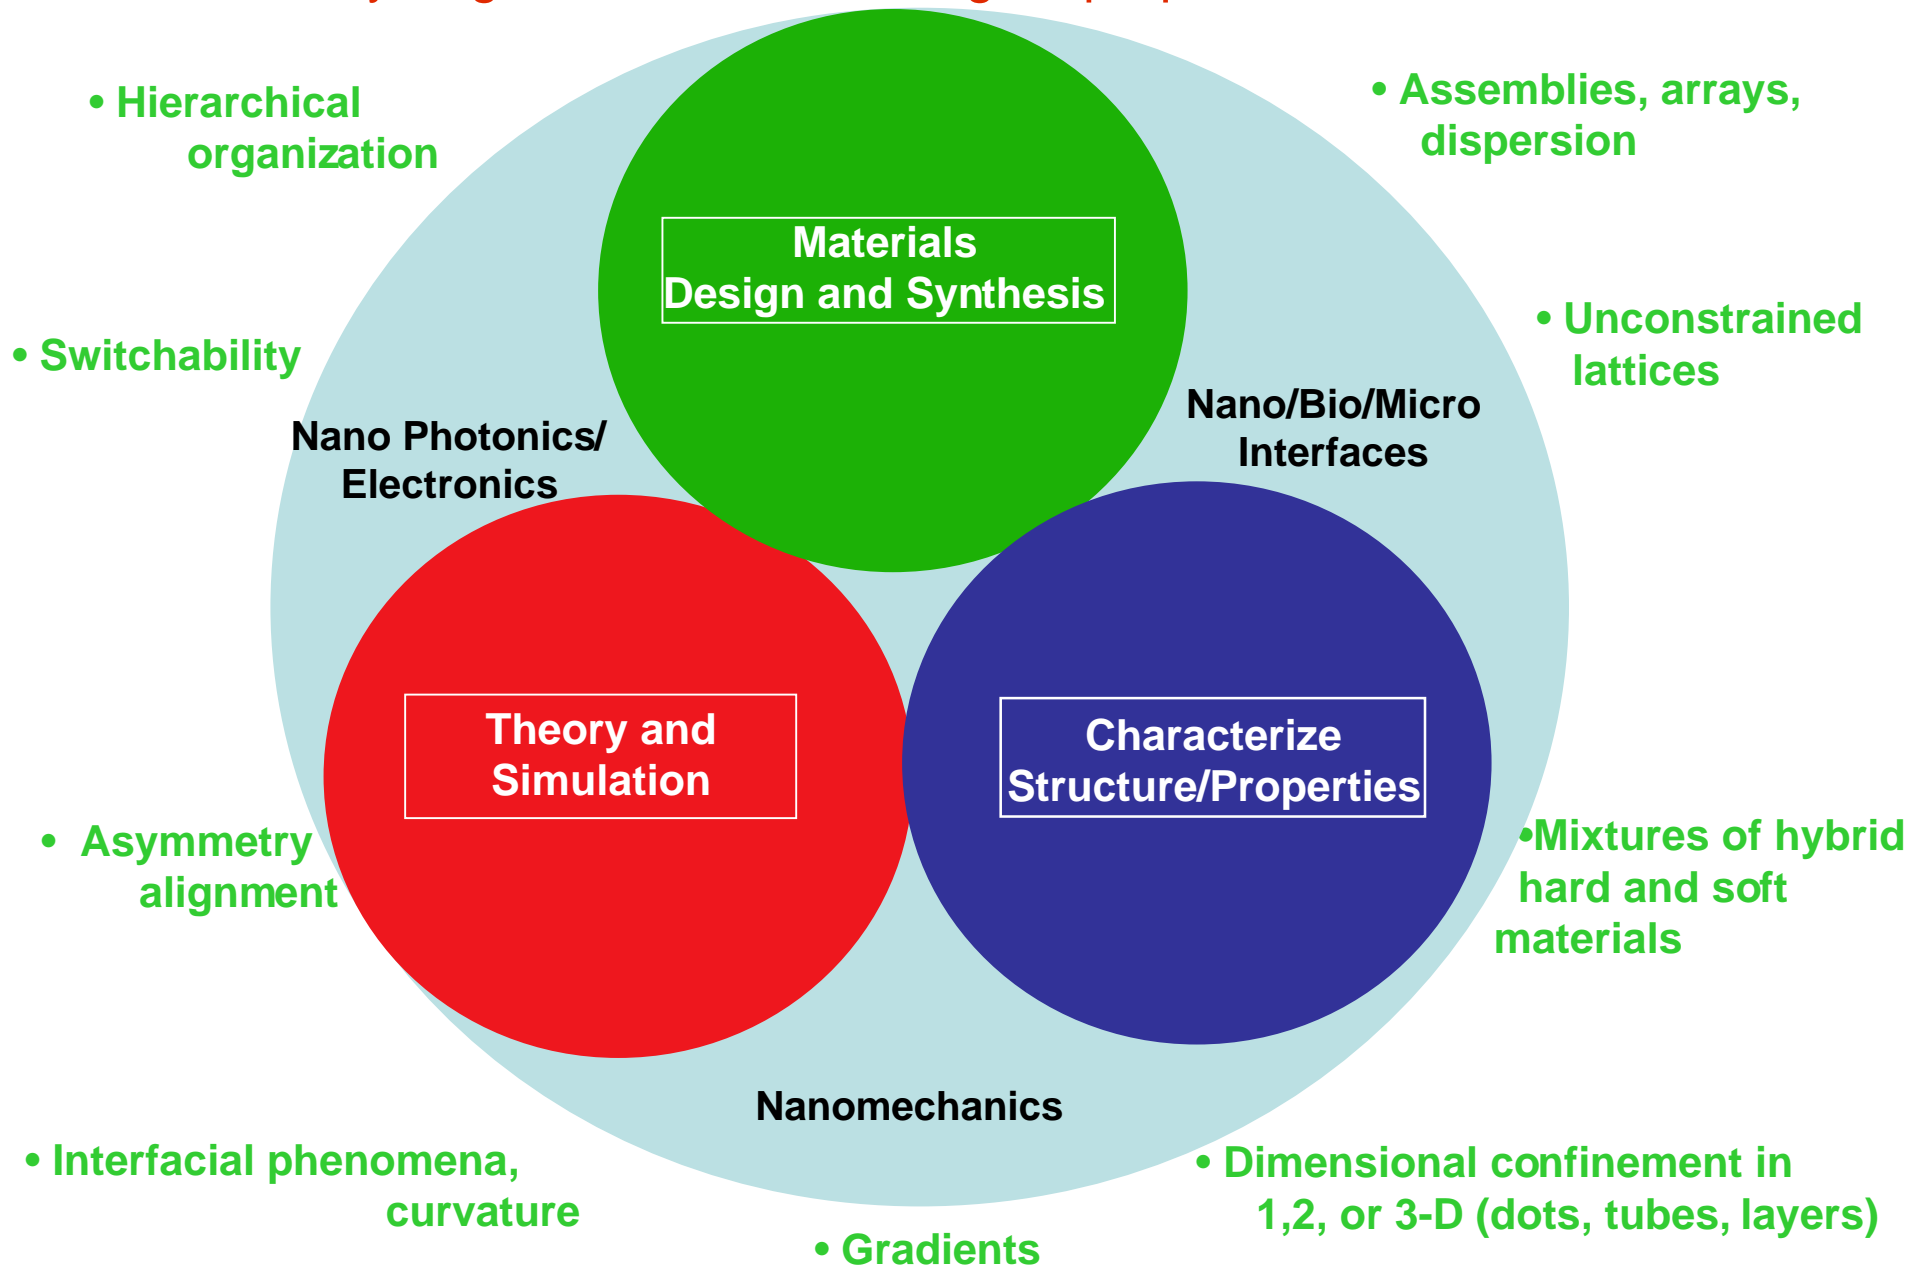 • Hierarchical
organization
• Assemblies, arrays,
dispersion
Materials
Design and Synthesis
• Switchability
• Unconstrained
lattices
Nano Photonics/
Electronics
Nano/Bio/Micro
Interfaces
Theory and
Simulation
Characterize
Structure/Properties
• Asymmetry
alignment
•Mixtures of hybrid
hard and soft
materials
Nanomechanics
• Interfacial phenomena,
curvature
• Dimensional confinement in
1,2, or 3-D (dots, tubes, layers)
• Gradients